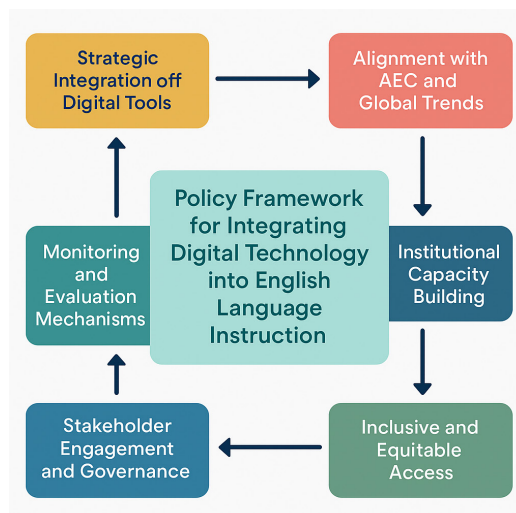 Strategic
Integration off
Digital Tools
Alignment with
AEC and
Global Trends
Policy Framework
for Integrating
Digital Technology
into English
Language
Instruction
Monitoring
and
Evaluation
Mechanisms
Institutional
Capacity
Building
Stakeholder
Engagement
and Governance
Inclusive and
Equitable
Access